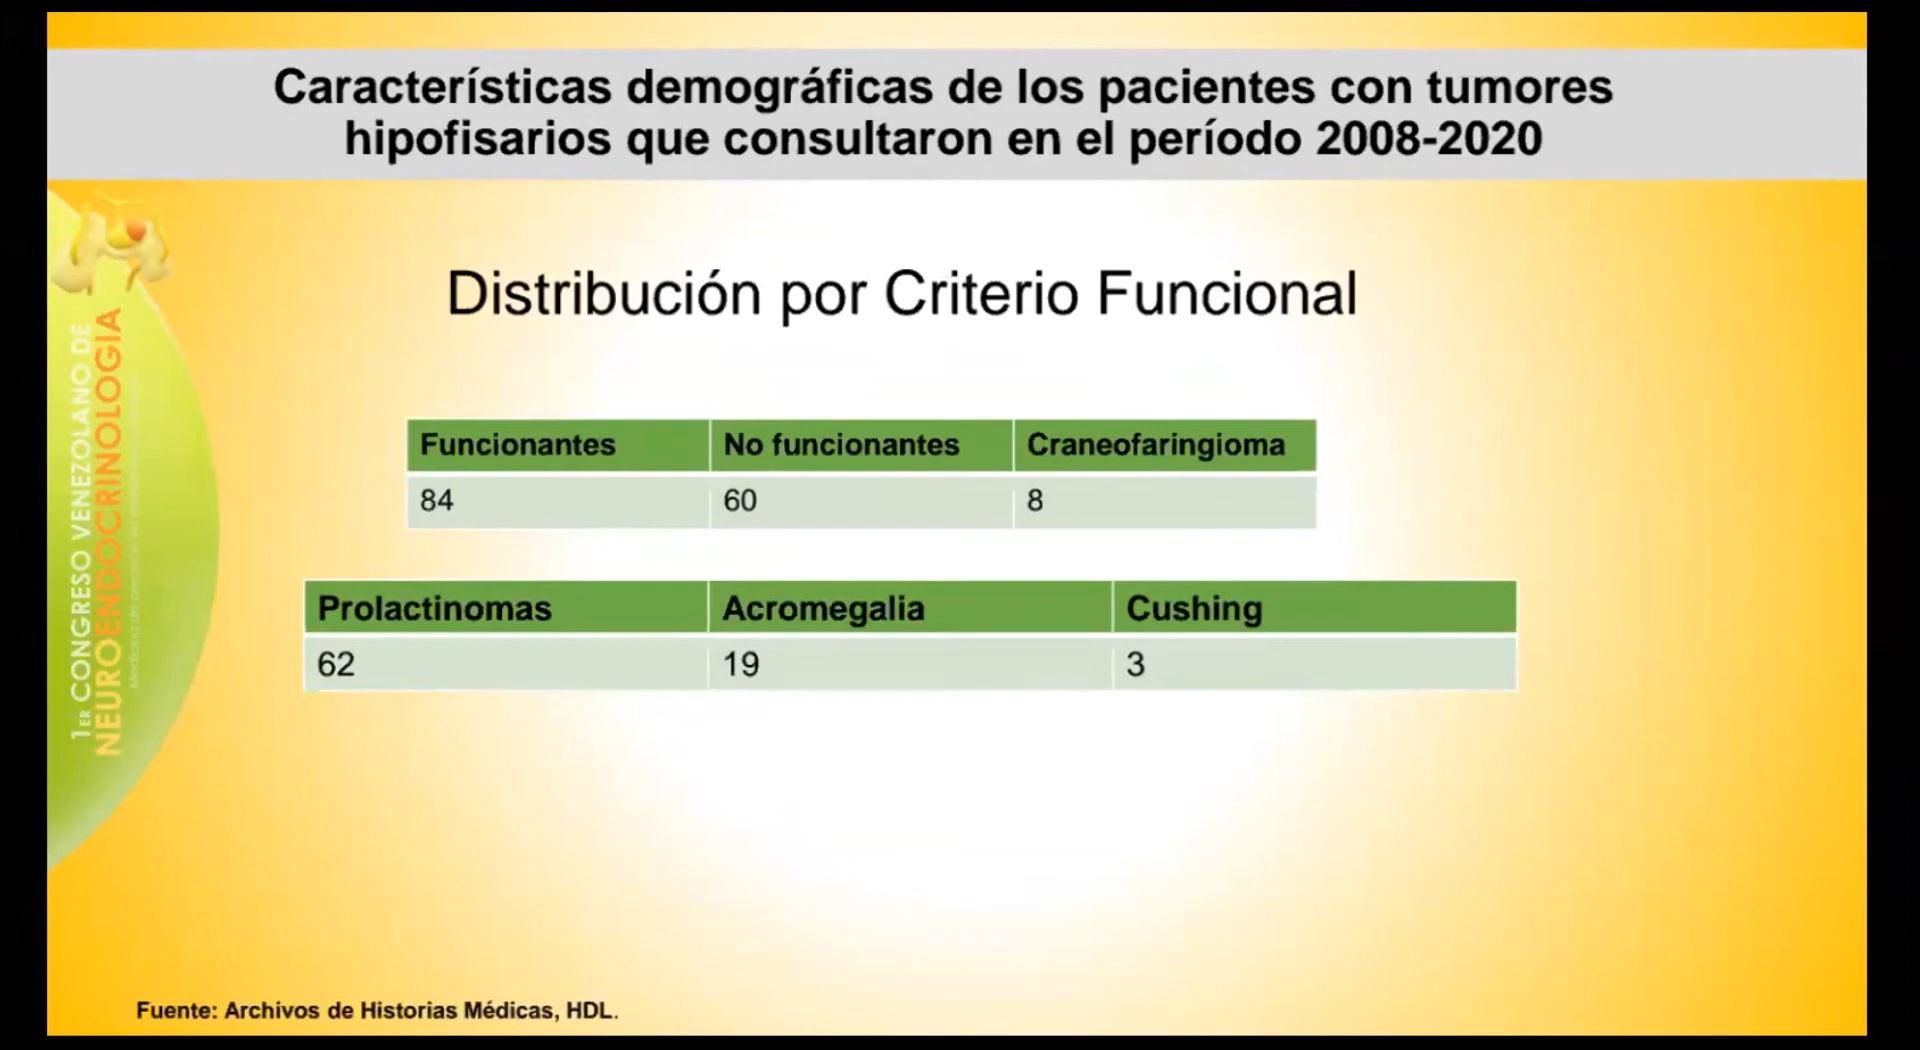 Características demográficas de los pacientes con tumores
hipofisarios que consultaron en el período 2008-2020
1ER CONGRESO VENEZOLANO DE
NEUROENDOCRINOLOGIA
Distribución por Criterio Funcional
Funcionantes No funcionantes Craneofaringioma
84 60 8
Prolactinomas Acromegalia Cushing
62 19 3
Fuente: Archivos de Historias Médicas, HDL.